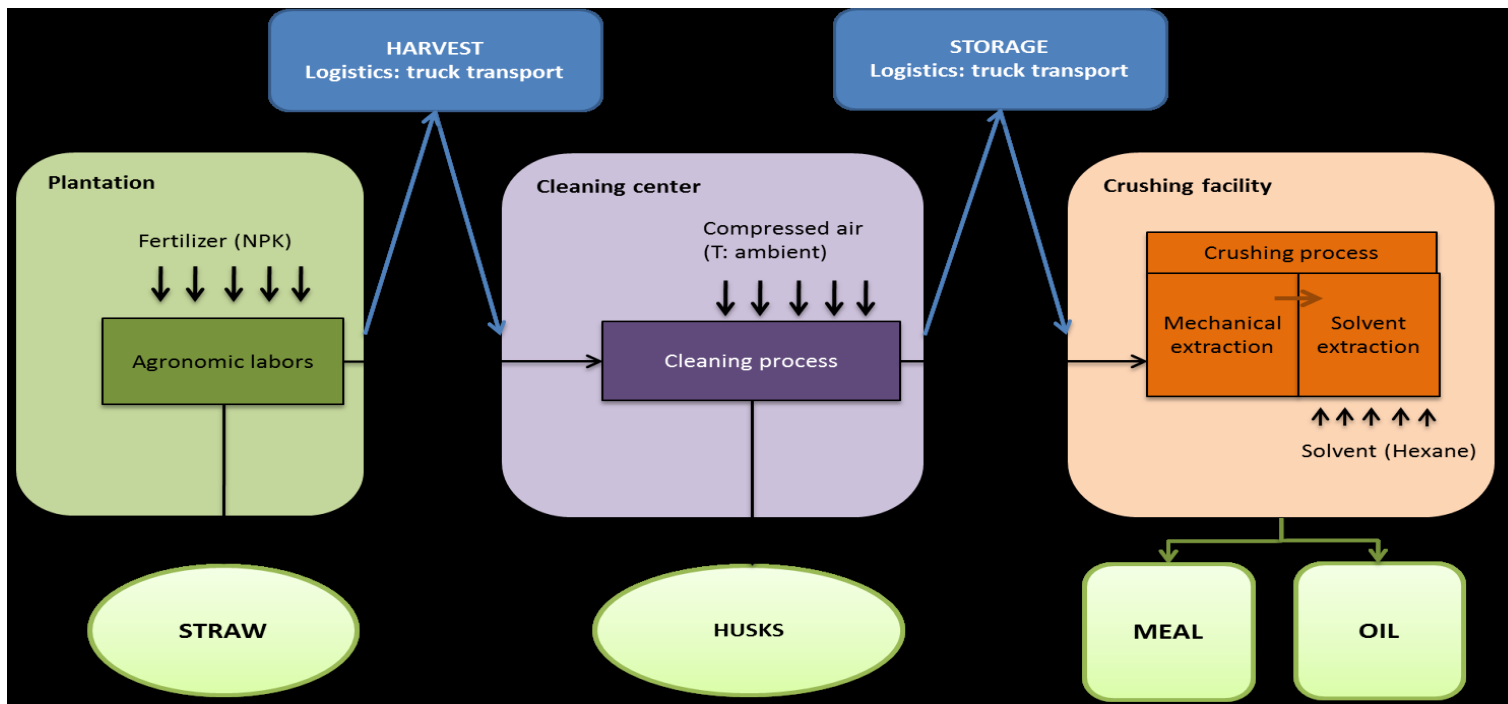 HARVEST
Logistics: truck transport
STORAGE
Logistics: truck transport
Plantation
Fertilizer (NPK)
Agronomic labors
Cleaning center
Compressed air
(T: ambient)
Cleaning process
Crushing facility
Crushing process
Mechanical
extraction
Solvent
extraction
Solvent (Hexane)
STRAW
HUSKS
MEAL
OIL